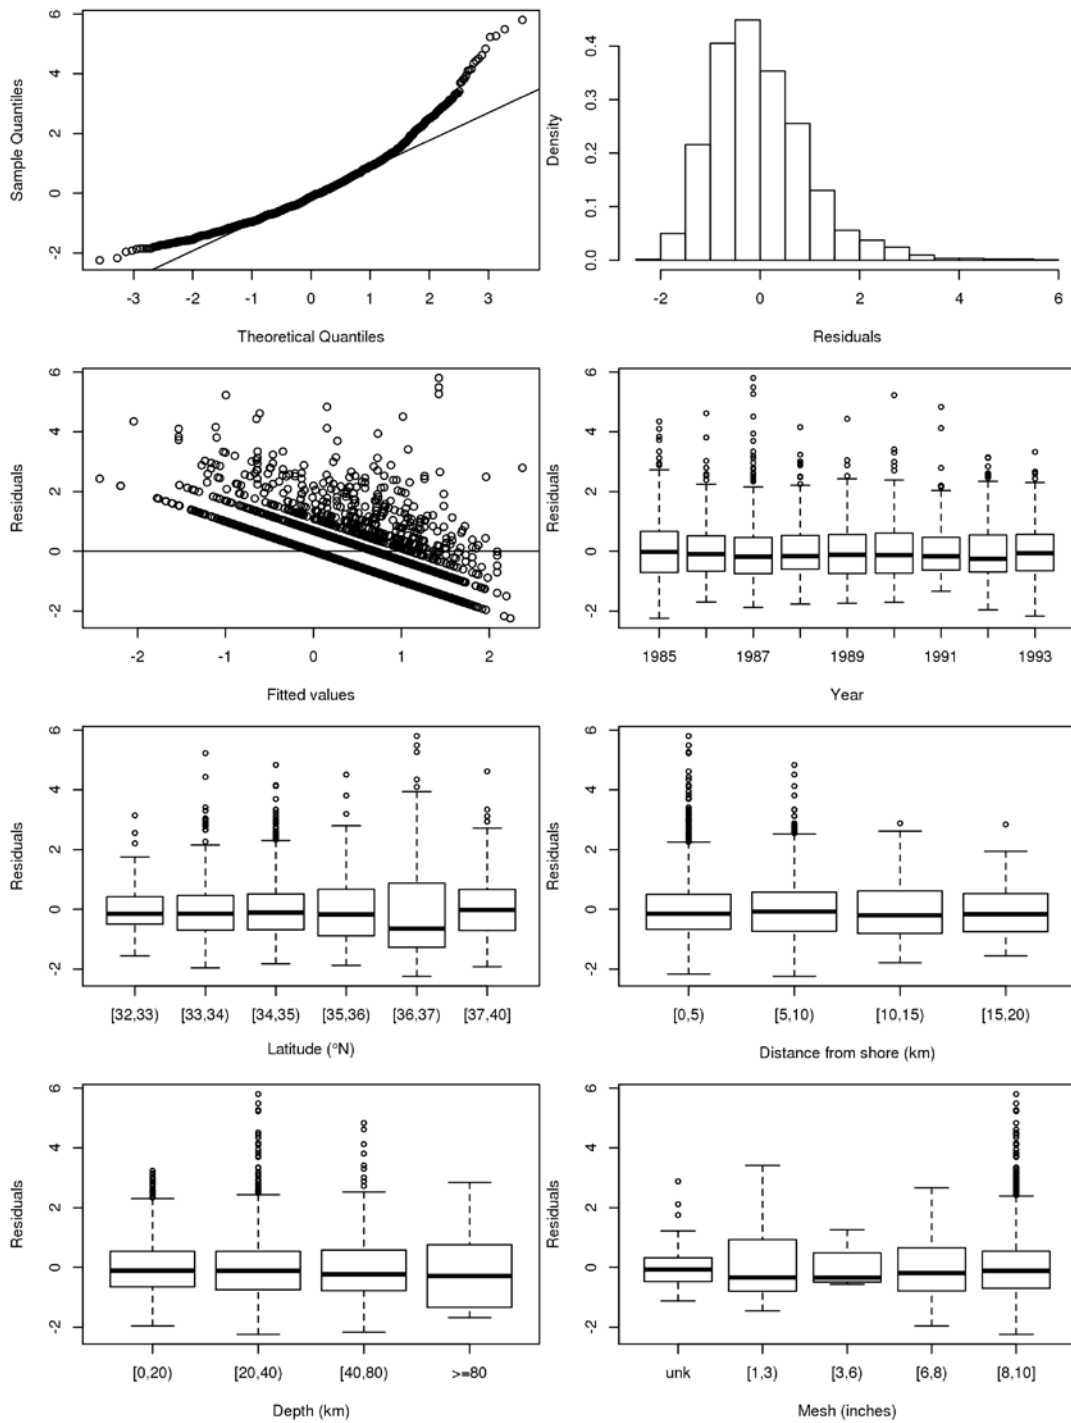 6
4
2
0
-2
Sample Quantiles
-3 -2 -1 0 1 2 3
Theoretical Quantiles
0.4
0.3
0.2
0.1
0.0
Density
-2 0 2 4 6
Residuals
6
4
2
0
-2
Residuals
-2 -1 0 1 2
Fitted values
6
4
2
0
-2
Residuals
1985 1987 1989 1991 1993
Year
6
4
2
0
-2
Residuals
[32,33) [33,34) [34,35) [35,36) [36,37) [37,40]
Latitude (°N)
6
4
2
0
-2
Residuals
[0,5) [5,10) [10,15) [15,20)
Distance from shore (km)
6
4
2
0
-2
Residuals
[0,20) [20,40) [40,80) >=80
Depth (km)
6
4
2
0
-2
Residuals
unk [1,3) [3,6) [6,8) [8,10]
Mesh (inches)